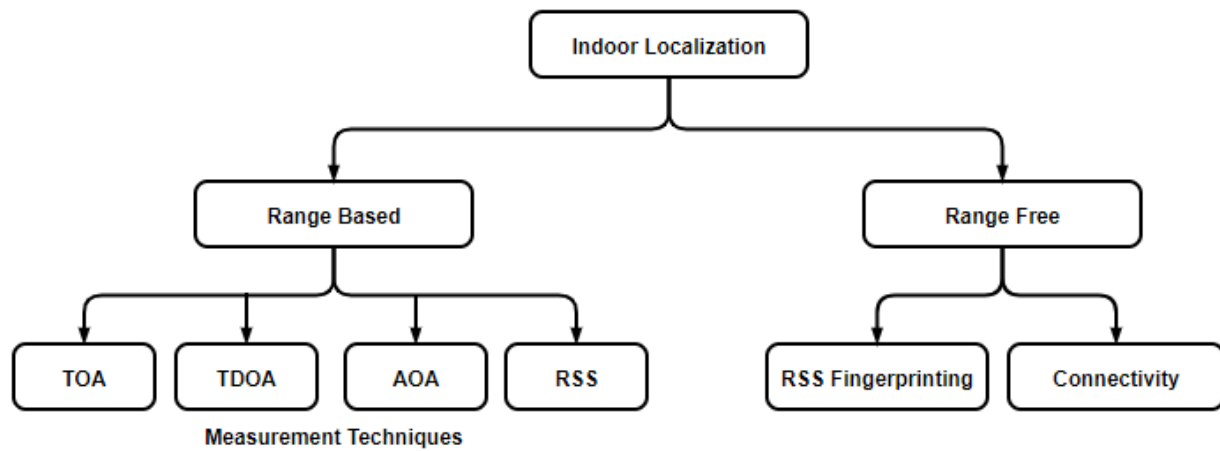 Indoor Localization
Range Based
Range Free
TOA
TDOA
AOA
RSS
RSS Fingerprinting
Connectivity
Measurement Techniques